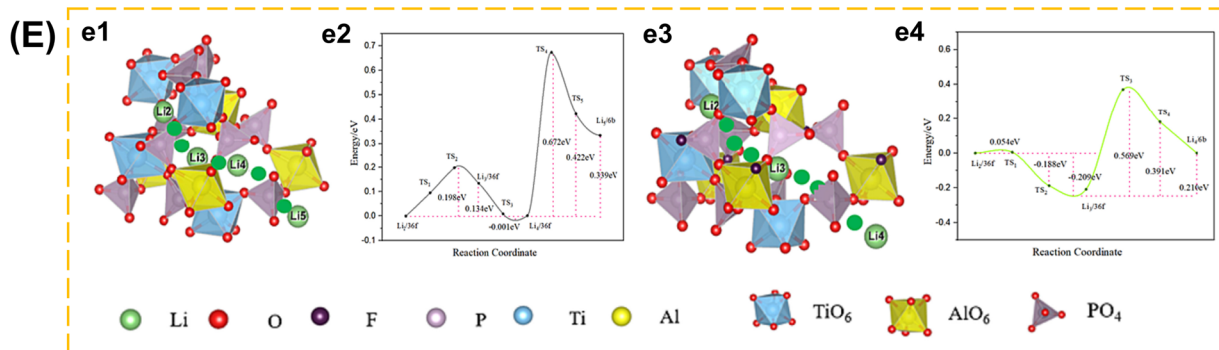 (E)
e1
Li2
Li3
Li4
Li5
e2
Energy/eV
0.7
0.6
0.5
0.4
0.3
0.2
0.1
0.0
-0.1
TS₁
TS₂
TS₃
TS₄
TS₅
Li₂/36f
Li₃/36f
Li₄/36f
Li₅/6b
0.198eV
0.134eV
-0.001eV
0.672eV
0.422eV
0.339eV
Reaction Coordinate
e3
Li2
Li3
Li4
e4
Energy/eV
0.6
0.4
0.2
0.0
-0.2
-0.4
Li₂/36f
TS₁
TS₂
Li₃/36f
TS₃
TS₄
Li₄/6b
0.054eV
-0.188eV
-0.209eV
0.569eV
0.391eV
0.210eV
Reaction Coordinate
Li O F P Ti Al TiO₆ AlO₆ PO₄